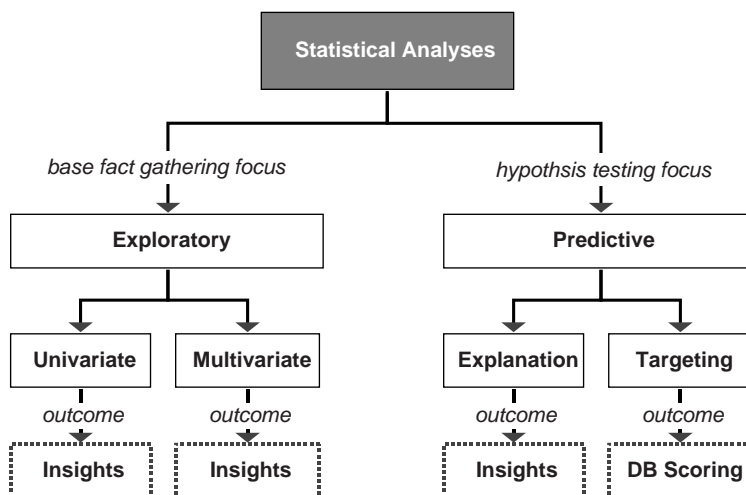 Statistical Analyses
base fact gathering focus
hypothsis testing focus
Exploratory
Predictive
Univariate
Multivariate
Explanation
Targeting
outcome
outcome
outcome
outcome
Insights
Insights
Insights
DB Scoring